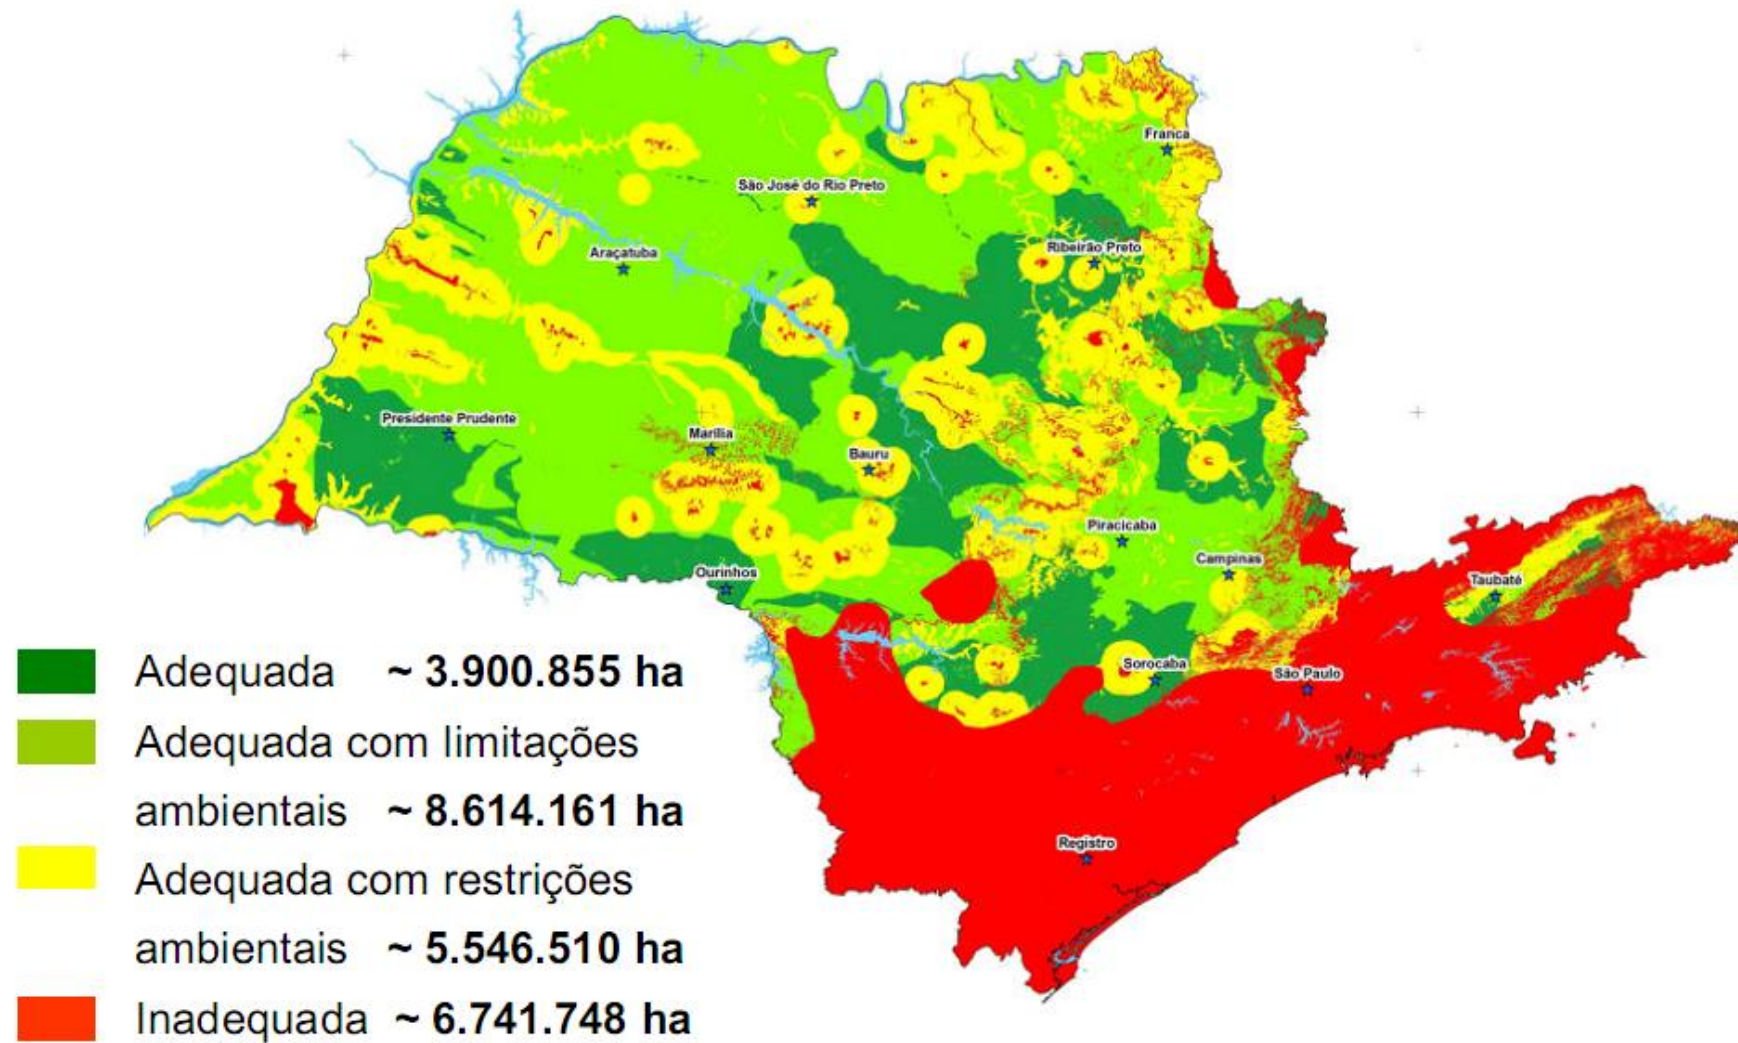 Franca
São José do Rio Preto
Ribeirão Preto
Araçatuba
Presidente Prudente
Marília
Bauru
Piracicaba
Campinas
Ourinhos
Taubaté
Sorocaba
São Paulo
Registro
Adequada ~ 3.900.855 ha
Adequada com limitações
ambientais ~ 8.614.161 ha
Adequada com restrições
ambientais ~ 5.546.510 ha
Inadequada ~ 6.741.748 ha